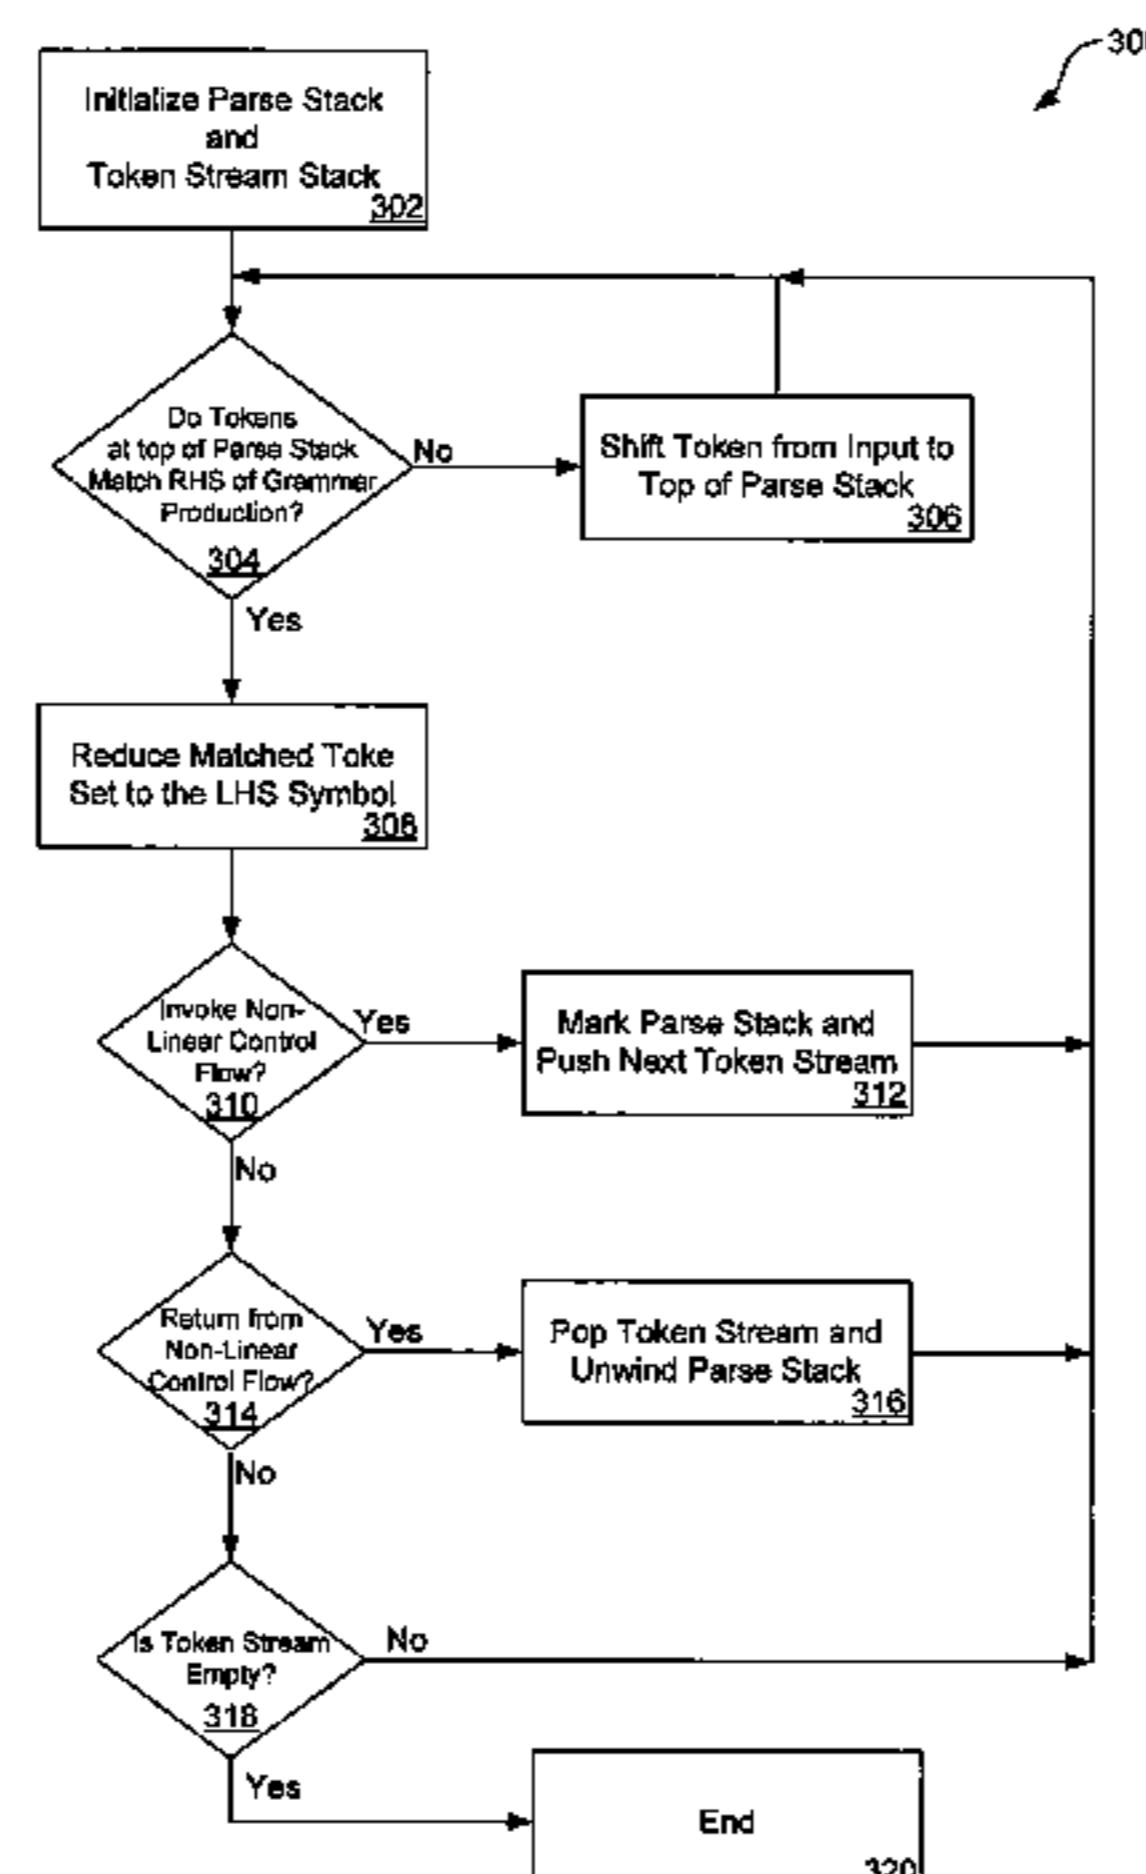 30
Initialize Parse Stack
and
Token Stream Stack
302
Do Tokens
at top of Parse Stack
Match RHS of Grammer
Production?
304
No
Shift Token from Input to
Top of Parse Stack
306
Yes
Reduce Matched Toke
Set to the LHS Symbol
308
Invoke Non-
Linear Control
Flow?
310
Yes
Mark Parse Stack and
Push Next Token Stream
312
No
Return from
Non-Linear
Control Flow?
314
Yes
Pop Token Stream and
Unwind Parse Stack
316
No
Is Token Stream
Empty?
318
No
Yes
End
320